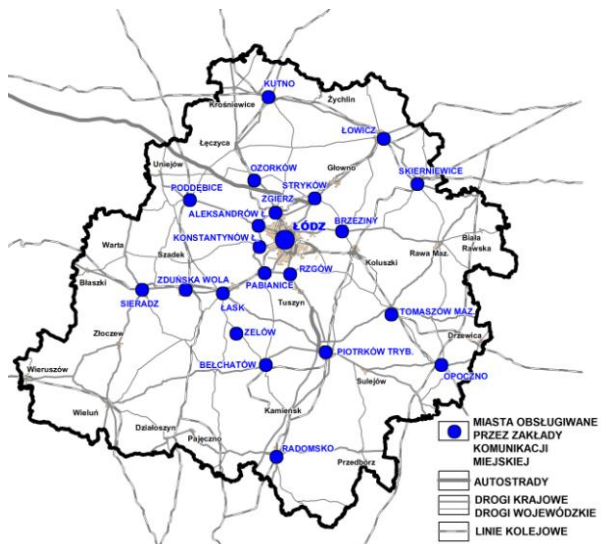 KUTNO
Krośniewice
Żychlin
ŁOWICZ
Łęczyca
Uniejów
OZORKÓW
Głowno
SKIERNIEWICE
PODDĘBICE
STRYKÓW
ZGIERZ
ALEKSANDRÓW Ł.
ŁÓDZ
BRZEZINY
KONSTANTYNÓW Ł.
Warta
Szadek
Koluszki
Rawa Maz.
Biała
Rawska
Błaszki
ZDUŃSKA WOLA
PABIANICE
RZGÓW
SIERADZ
ŁASK
Tuszyn
TOMASZÓW MAZ.
Złoczew
ZELÓW
Drzewica
PIOTRKÓW TRYB.
Wieruszów
BEŁCHATÓW
Sulejów
OPOCZNO
Wieluń
Kamieńsk
Działoszyn
Pajęczno
RADOMSKO
Przedbórz
MIASTA OBSŁUGIWANE
PRZEZ ZAKŁADY
KOMUNIKACJI
MIEJSKIEJ
AUTOSTRADY
DROGI KRAJOWE
DROGI WOJEWÓDZKIE
LINIE KOLEJOWE